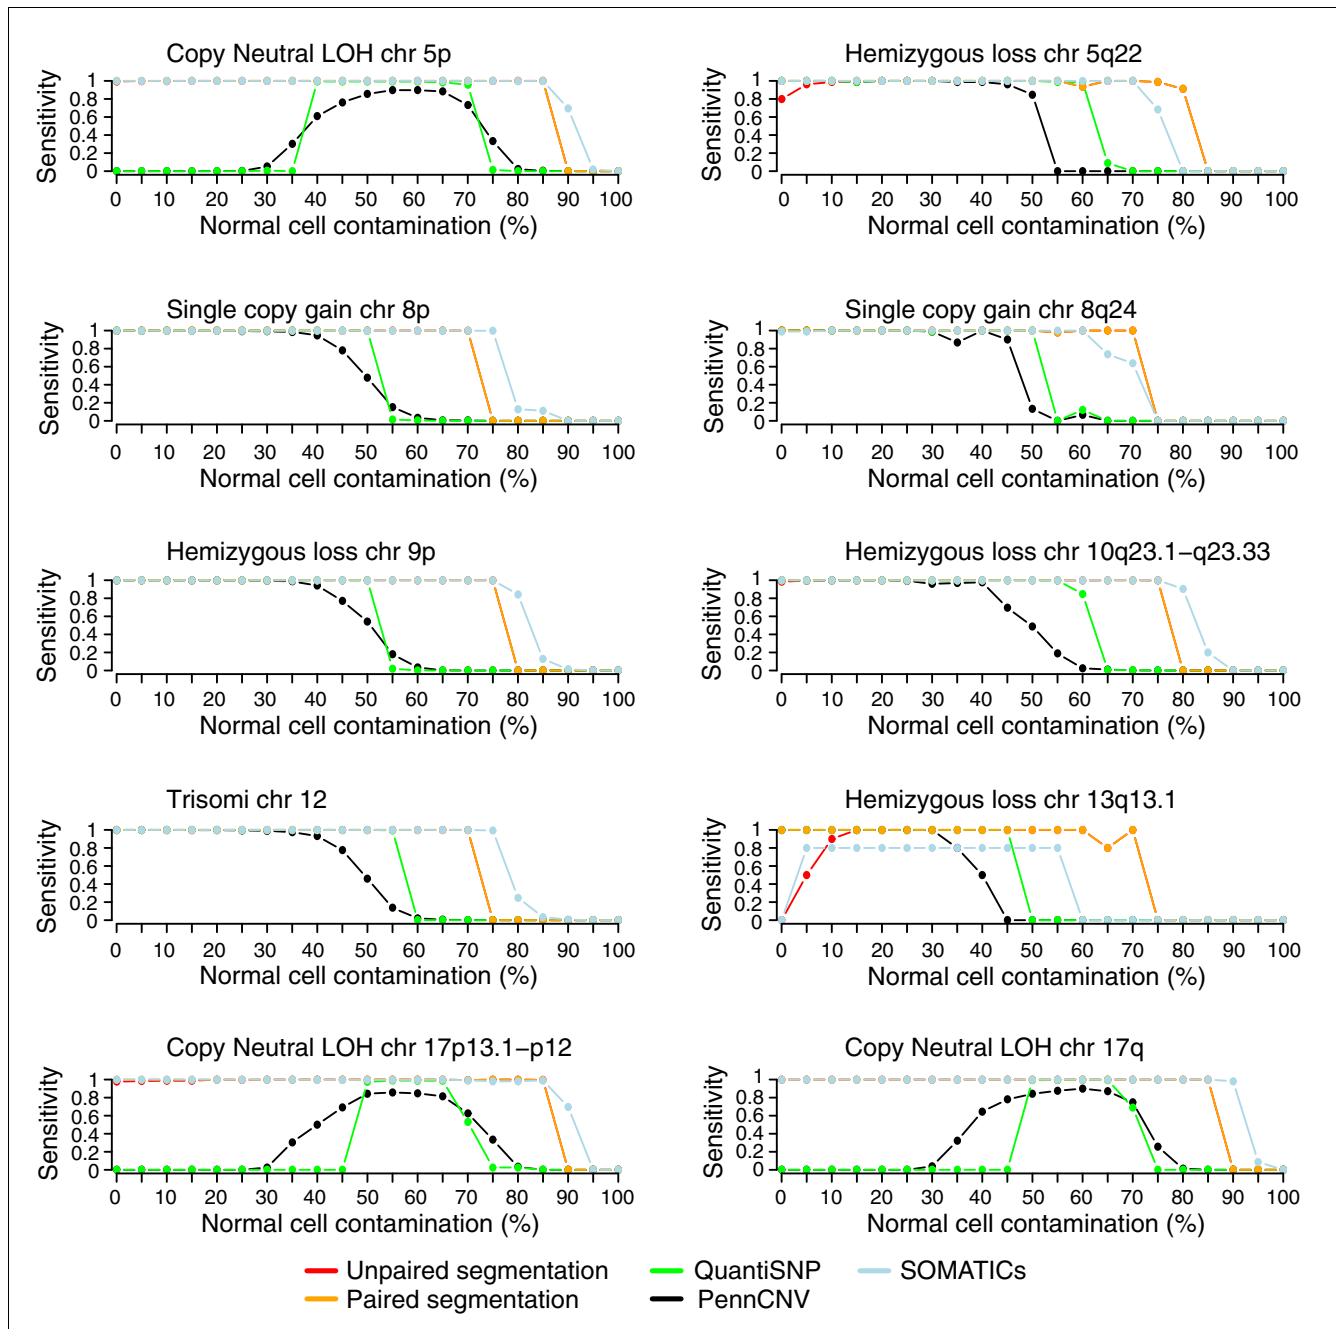 Copy Neutral LOH chr 5p
Sensitivity
1
0.8
0.6
0.4
0.2
0
0 10 20 30 40 50 60 70 80 90 100
Normal cell contamination (%)
Hemizygous loss chr 5q22
Sensitivity
1
0.8
0.6
0.4
0.2
0
0 10 20 30 40 50 60 70 80 90 100
Normal cell contamination (%)
Single copy gain chr 8p
Sensitivity
1
0.8
0.6
0.4
0.2
0
0 10 20 30 40 50 60 70 80 90 100
Normal cell contamination (%)
Single copy gain chr 8q24
Sensitivity
1
0.8
0.6
0.4
0.2
0
0 10 20 30 40 50 60 70 80 90 100
Normal cell contamination (%)
Hemizygous loss chr 9p
Sensitivity
1
0.8
0.6
0.4
0.2
0
0 10 20 30 40 50 60 70 80 90 100
Normal cell contamination (%)
Hemizygous loss chr 10q23.1−q23.33
Sensitivity
1
0.8
0.6
0.4
0.2
0
0 10 20 30 40 50 60 70 80 90 100
Normal cell contamination (%)
Trisomi chr 12
Sensitivity
1
0.8
0.6
0.4
0.2
0
0 10 20 30 40 50 60 70 80 90 100
Normal cell contamination (%)
Hemizygous loss chr 13q13.1
Sensitivity
1
0.8
0.6
0.4
0.2
0
0 10 20 30 40 50 60 70 80 90 100
Normal cell contamination (%)
Copy Neutral LOH chr 17p13.1−p12
Sensitivity
1
0.8
0.6
0.4
0.2
0
0 10 20 30 40 50 60 70 80 90 100
Normal cell contamination (%)
Copy Neutral LOH chr 17q
Sensitivity
1
0.8
0.6
0.4
0.2
0
0 10 20 30 40 50 60 70 80 90 100
Normal cell contamination (%)
Unpaired segmentation
Paired segmentation
QuantiSNP
PennCNV
SOMATICs